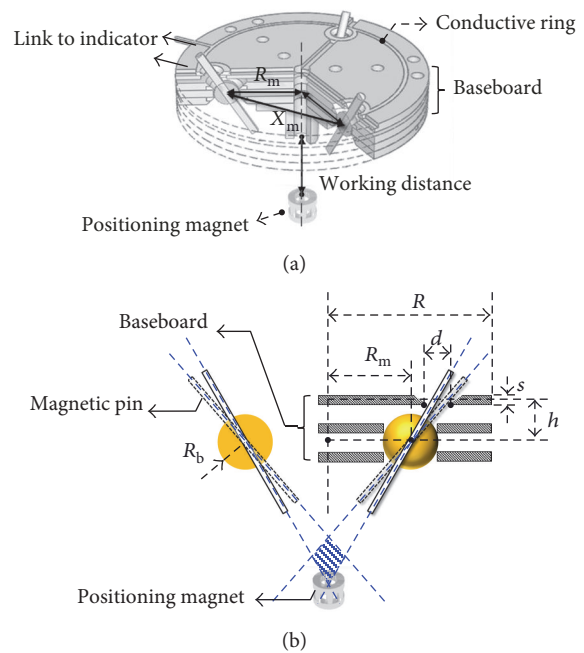 Link to indicator
Conductive ring
Rm
Baseboard
Xm
Working distance
Positioning magnet
(a)
R
Baseboard
d
Rm
s
Magnetic pin
h
Rb
Positioning magnet
(b)